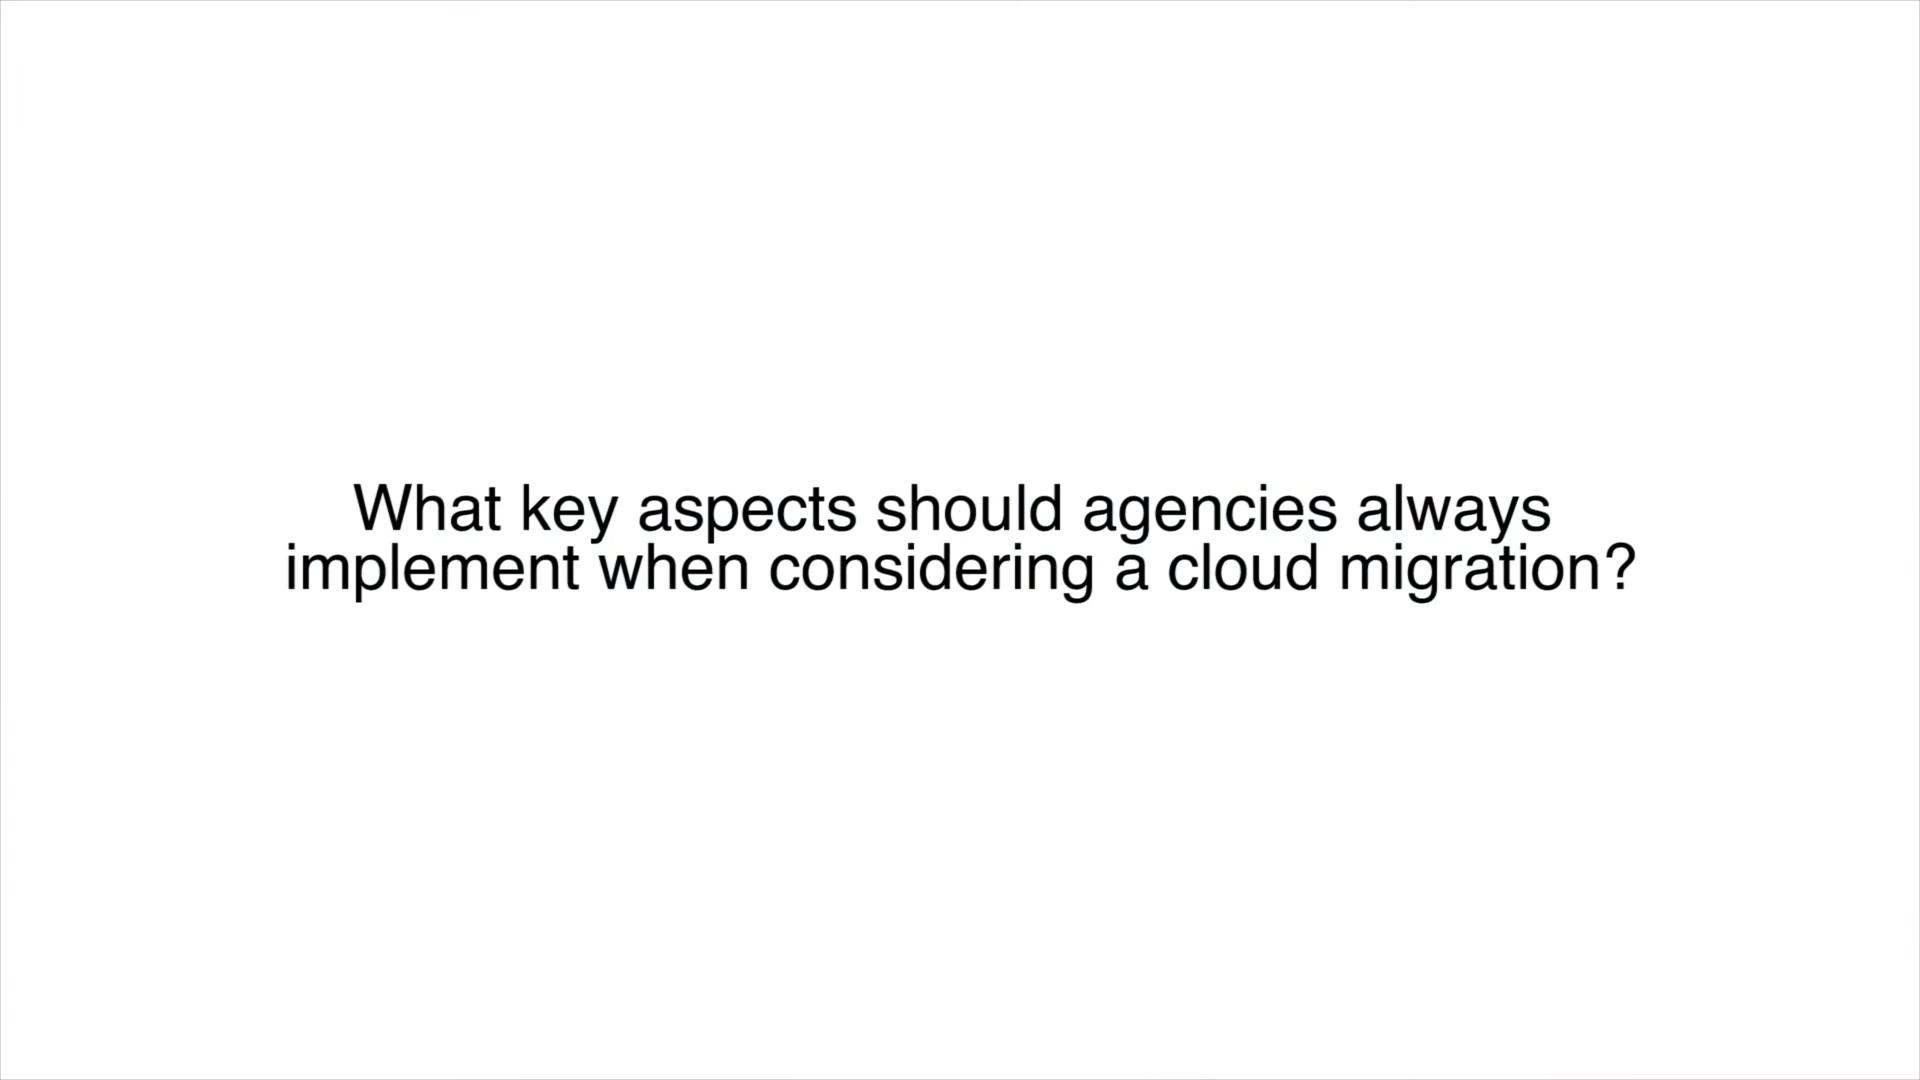 What key aspects should agencies always
implement when considering a cloud migration?